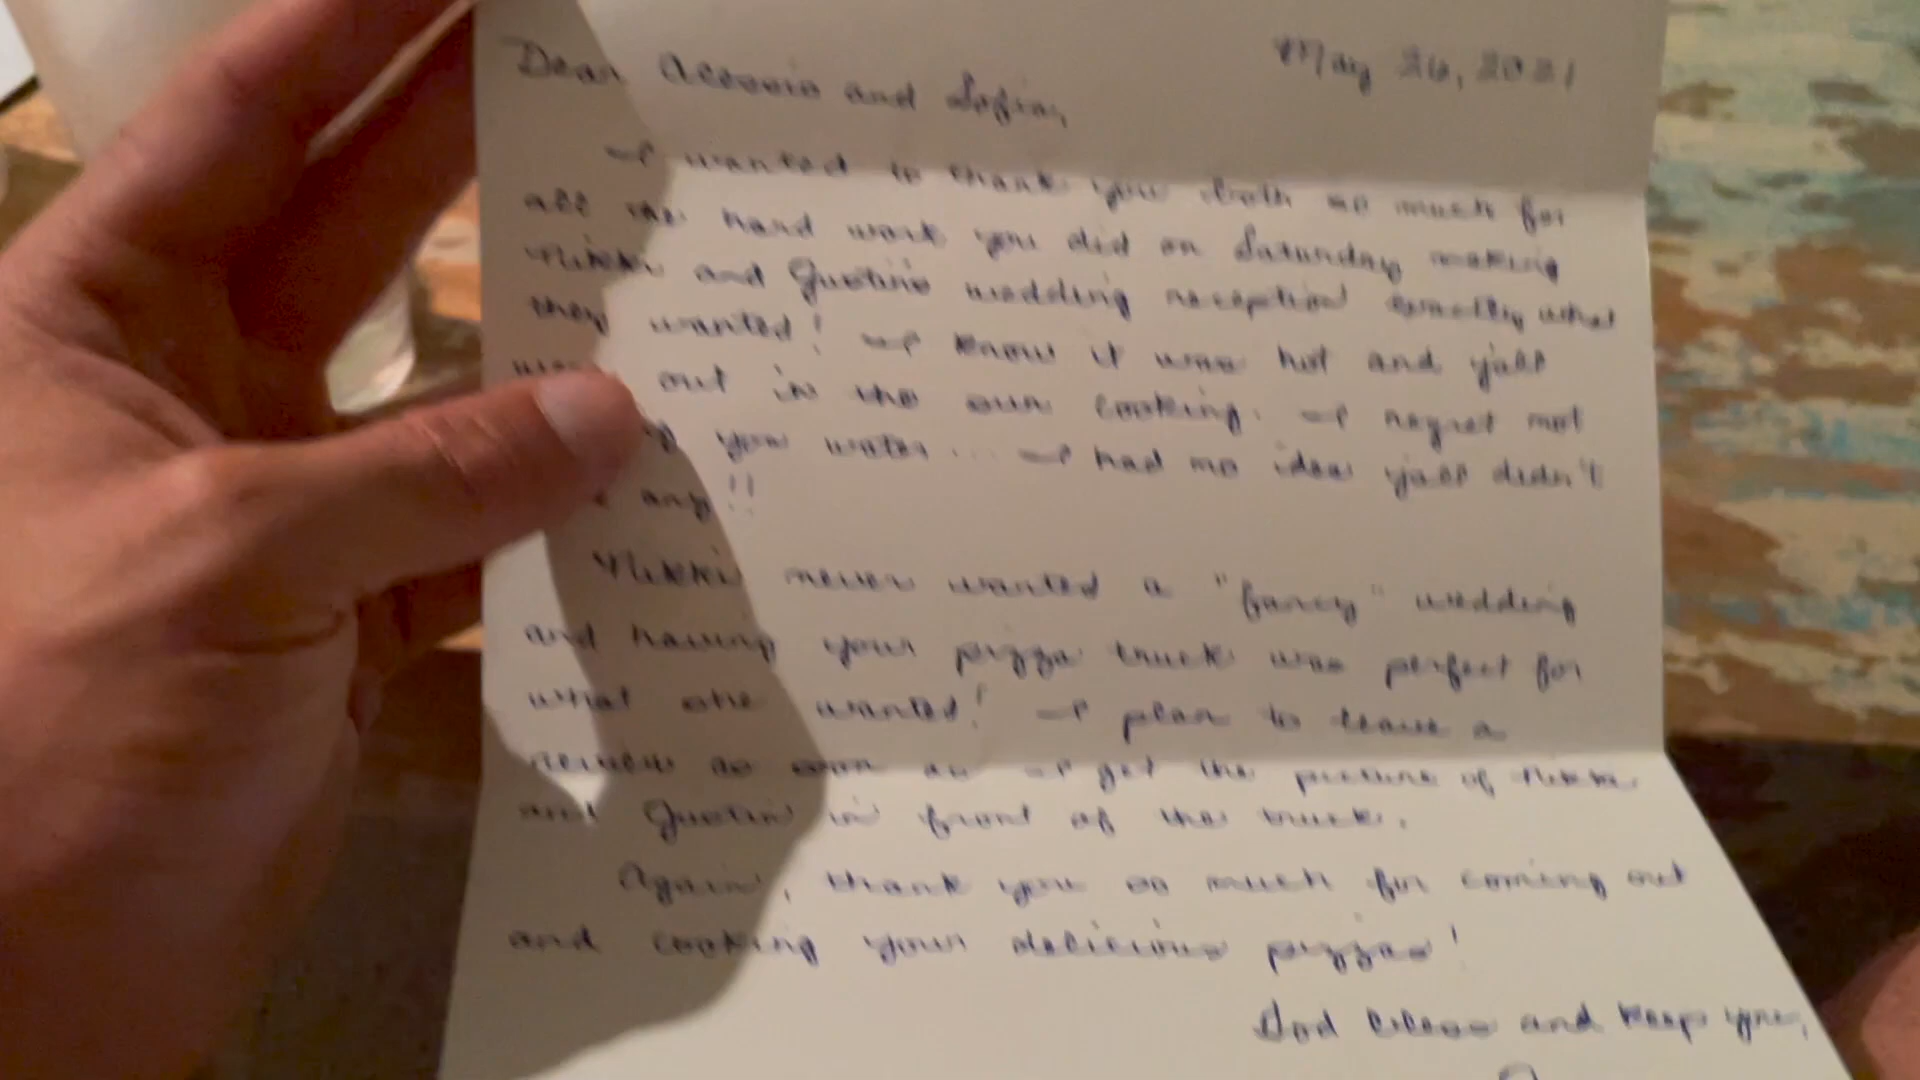 May 26, 2021
Dear Alessio and Sofia,
I wanted to thank you both so much for
all the hard work you did on Saturday making
Nikki and Justin's wedding reception exactly what
they wanted! I know it was hot and y'all
were out in the sun cooking. I regret not
you water... I had no idea y'all didn't
any!!
Nikki never wanted a "fancy" wedding
and having your pizza truck was perfect for
what she wanted! I plan to leave a
review as soon as I get the picture of Nikki
and Justin in front of the truck.
Again, thank you so much for coming out
and cooking your delicious pizzas!
God bless and keep you,